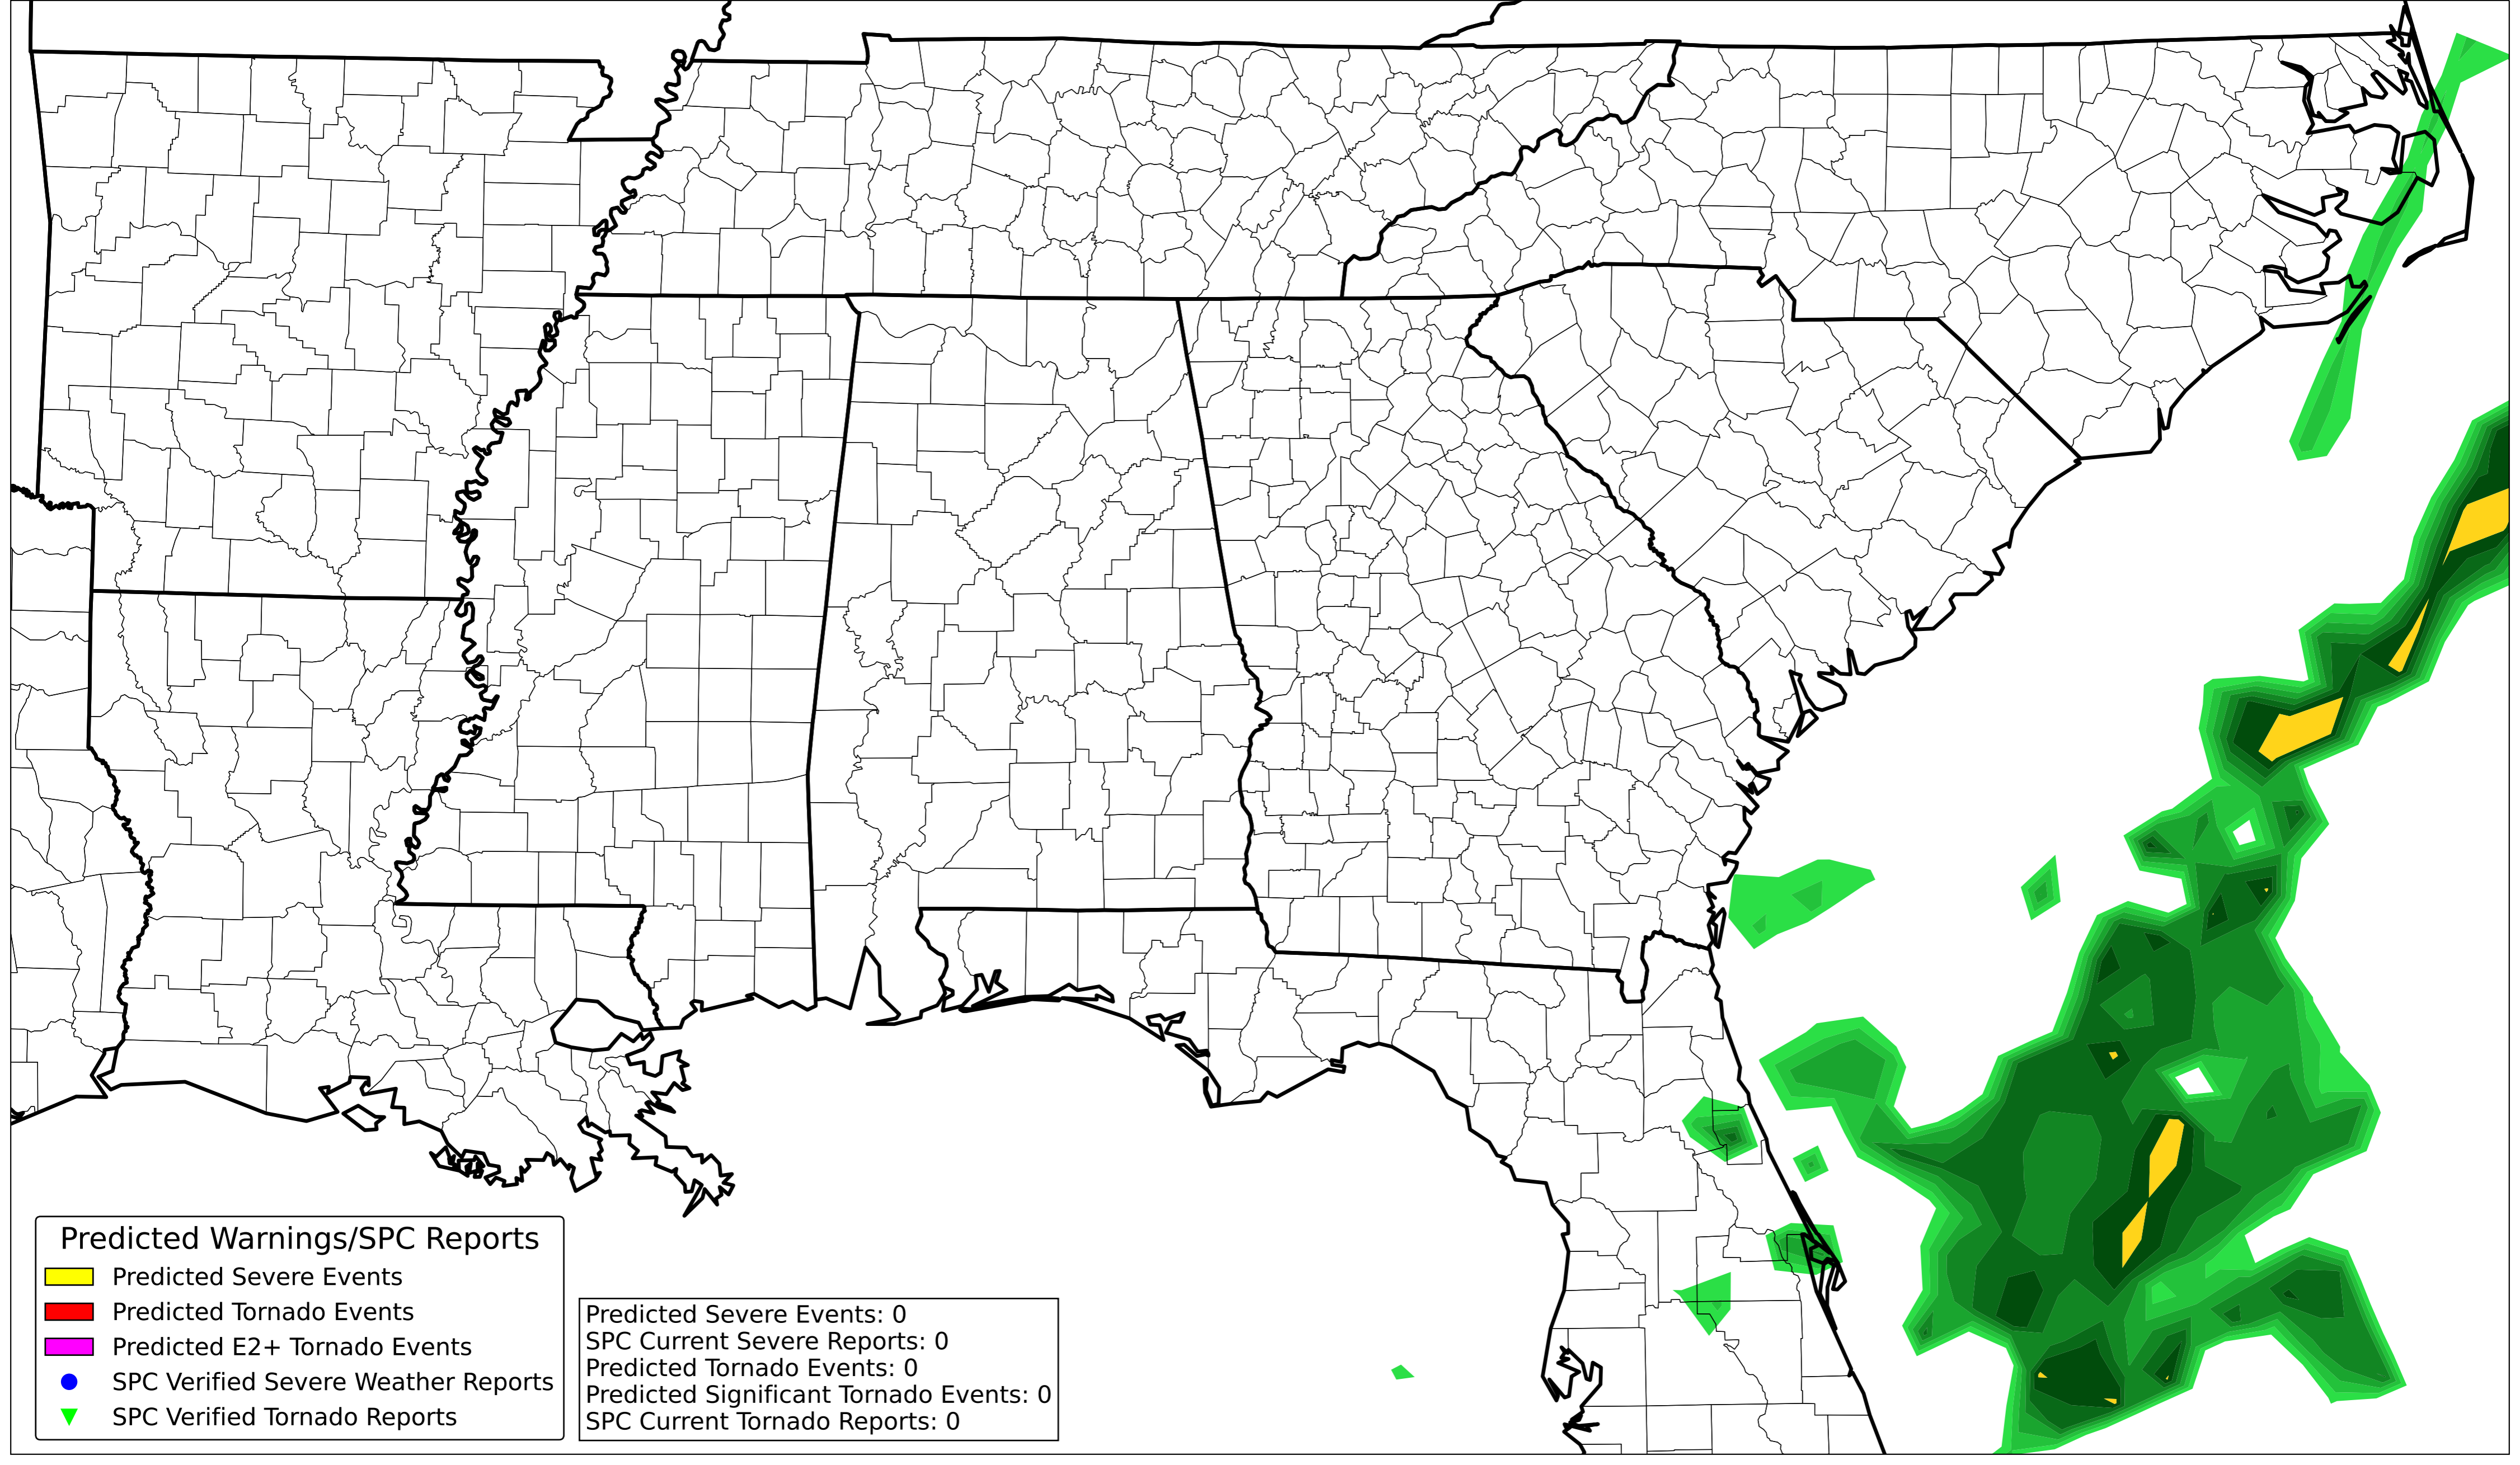 Predicted Warnings/SPC Reports
Predicted Severe Events
Predicted Tornado Events
Predicted E2+ Tornado Events
SPC Verified Severe Weather Reports
SPC Verified Tornado Reports
Predicted Severe Events: 0
SPC Current Severe Reports: 0
Predicted Tornado Events: 0
Predicted Significant Tornado Events: 0
SPC Current Tornado Reports: 0